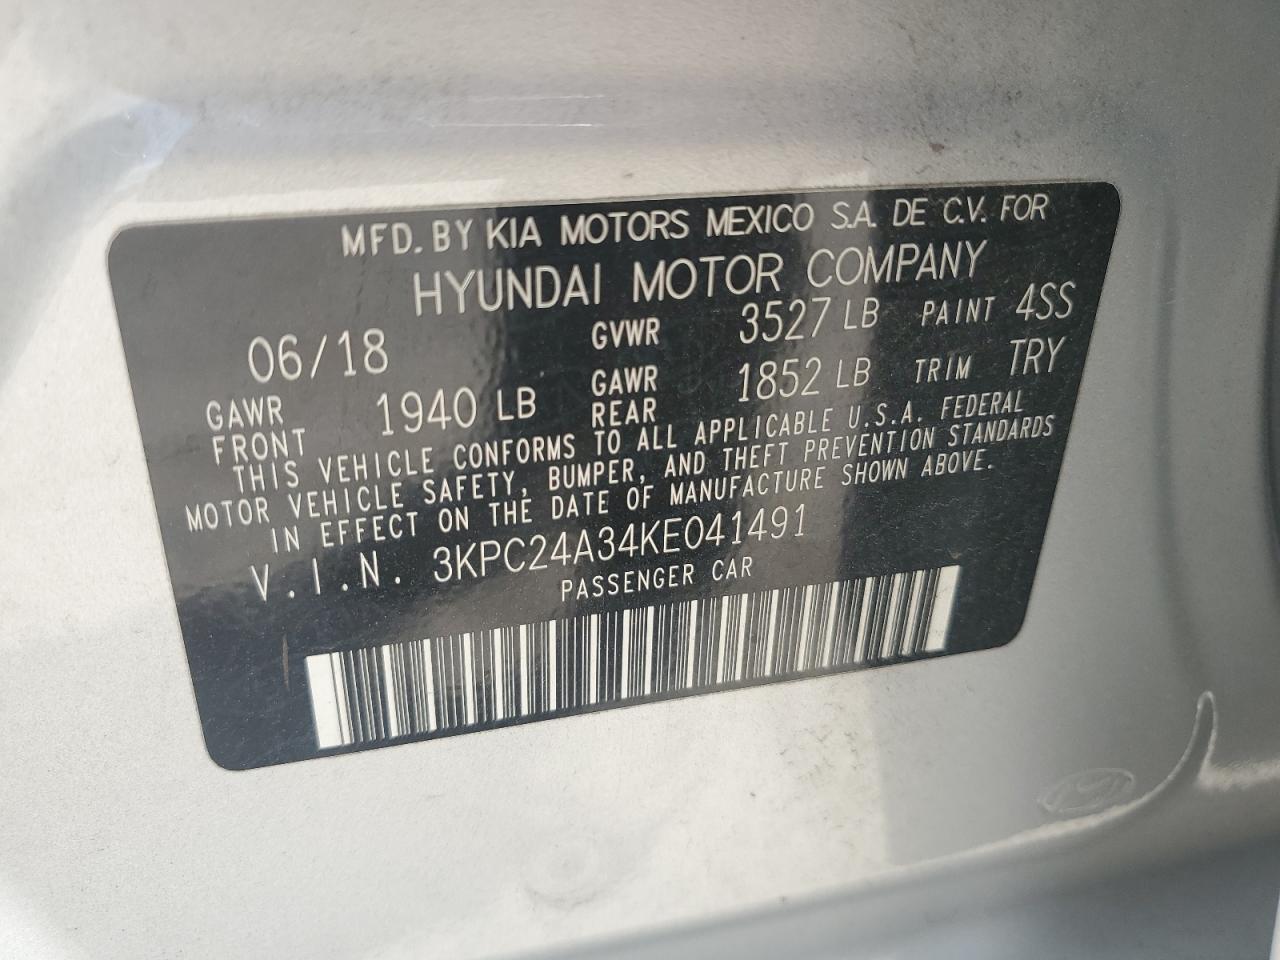 MFD. BY KIA MOTORS MEXICO S.A. DE C.V. FOR
HYUNDAI MOTOR COMPANY
06/18 GVWR 3527 LB PAINT 4SS
GAWR FRONT 1940 LB GAWR REAR 1852 LB TRIM TRY
THIS VEHICLE CONFORMS TO ALL APPLICABLE U.S.A. FEDERAL
MOTOR VEHICLE SAFETY, BUMPER, AND THEFT PREVENTION STANDARDS
IN EFFECT ON THE DATE OF MANUFACTURE SHOWN ABOVE.
V.I.N. 3KPC24A34KE041491
PASSENGER CAR